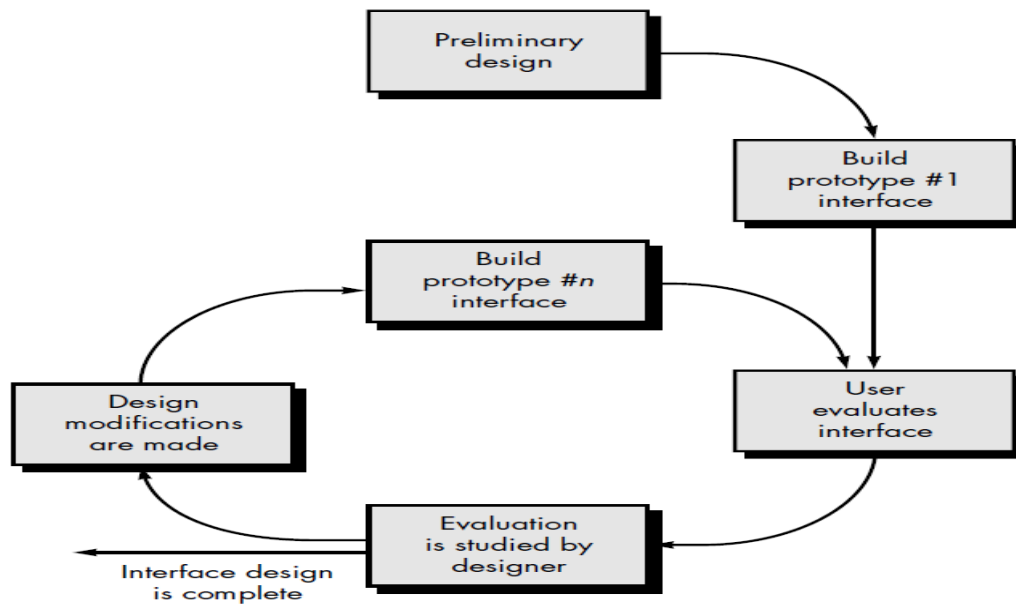 Preliminary
design
Build
prototype #1
interface
Build
prototype #n
interface
Design
modifications
are made
User
evaluates
interface
Evaluation
is studied by
designer
Interface design
is complete